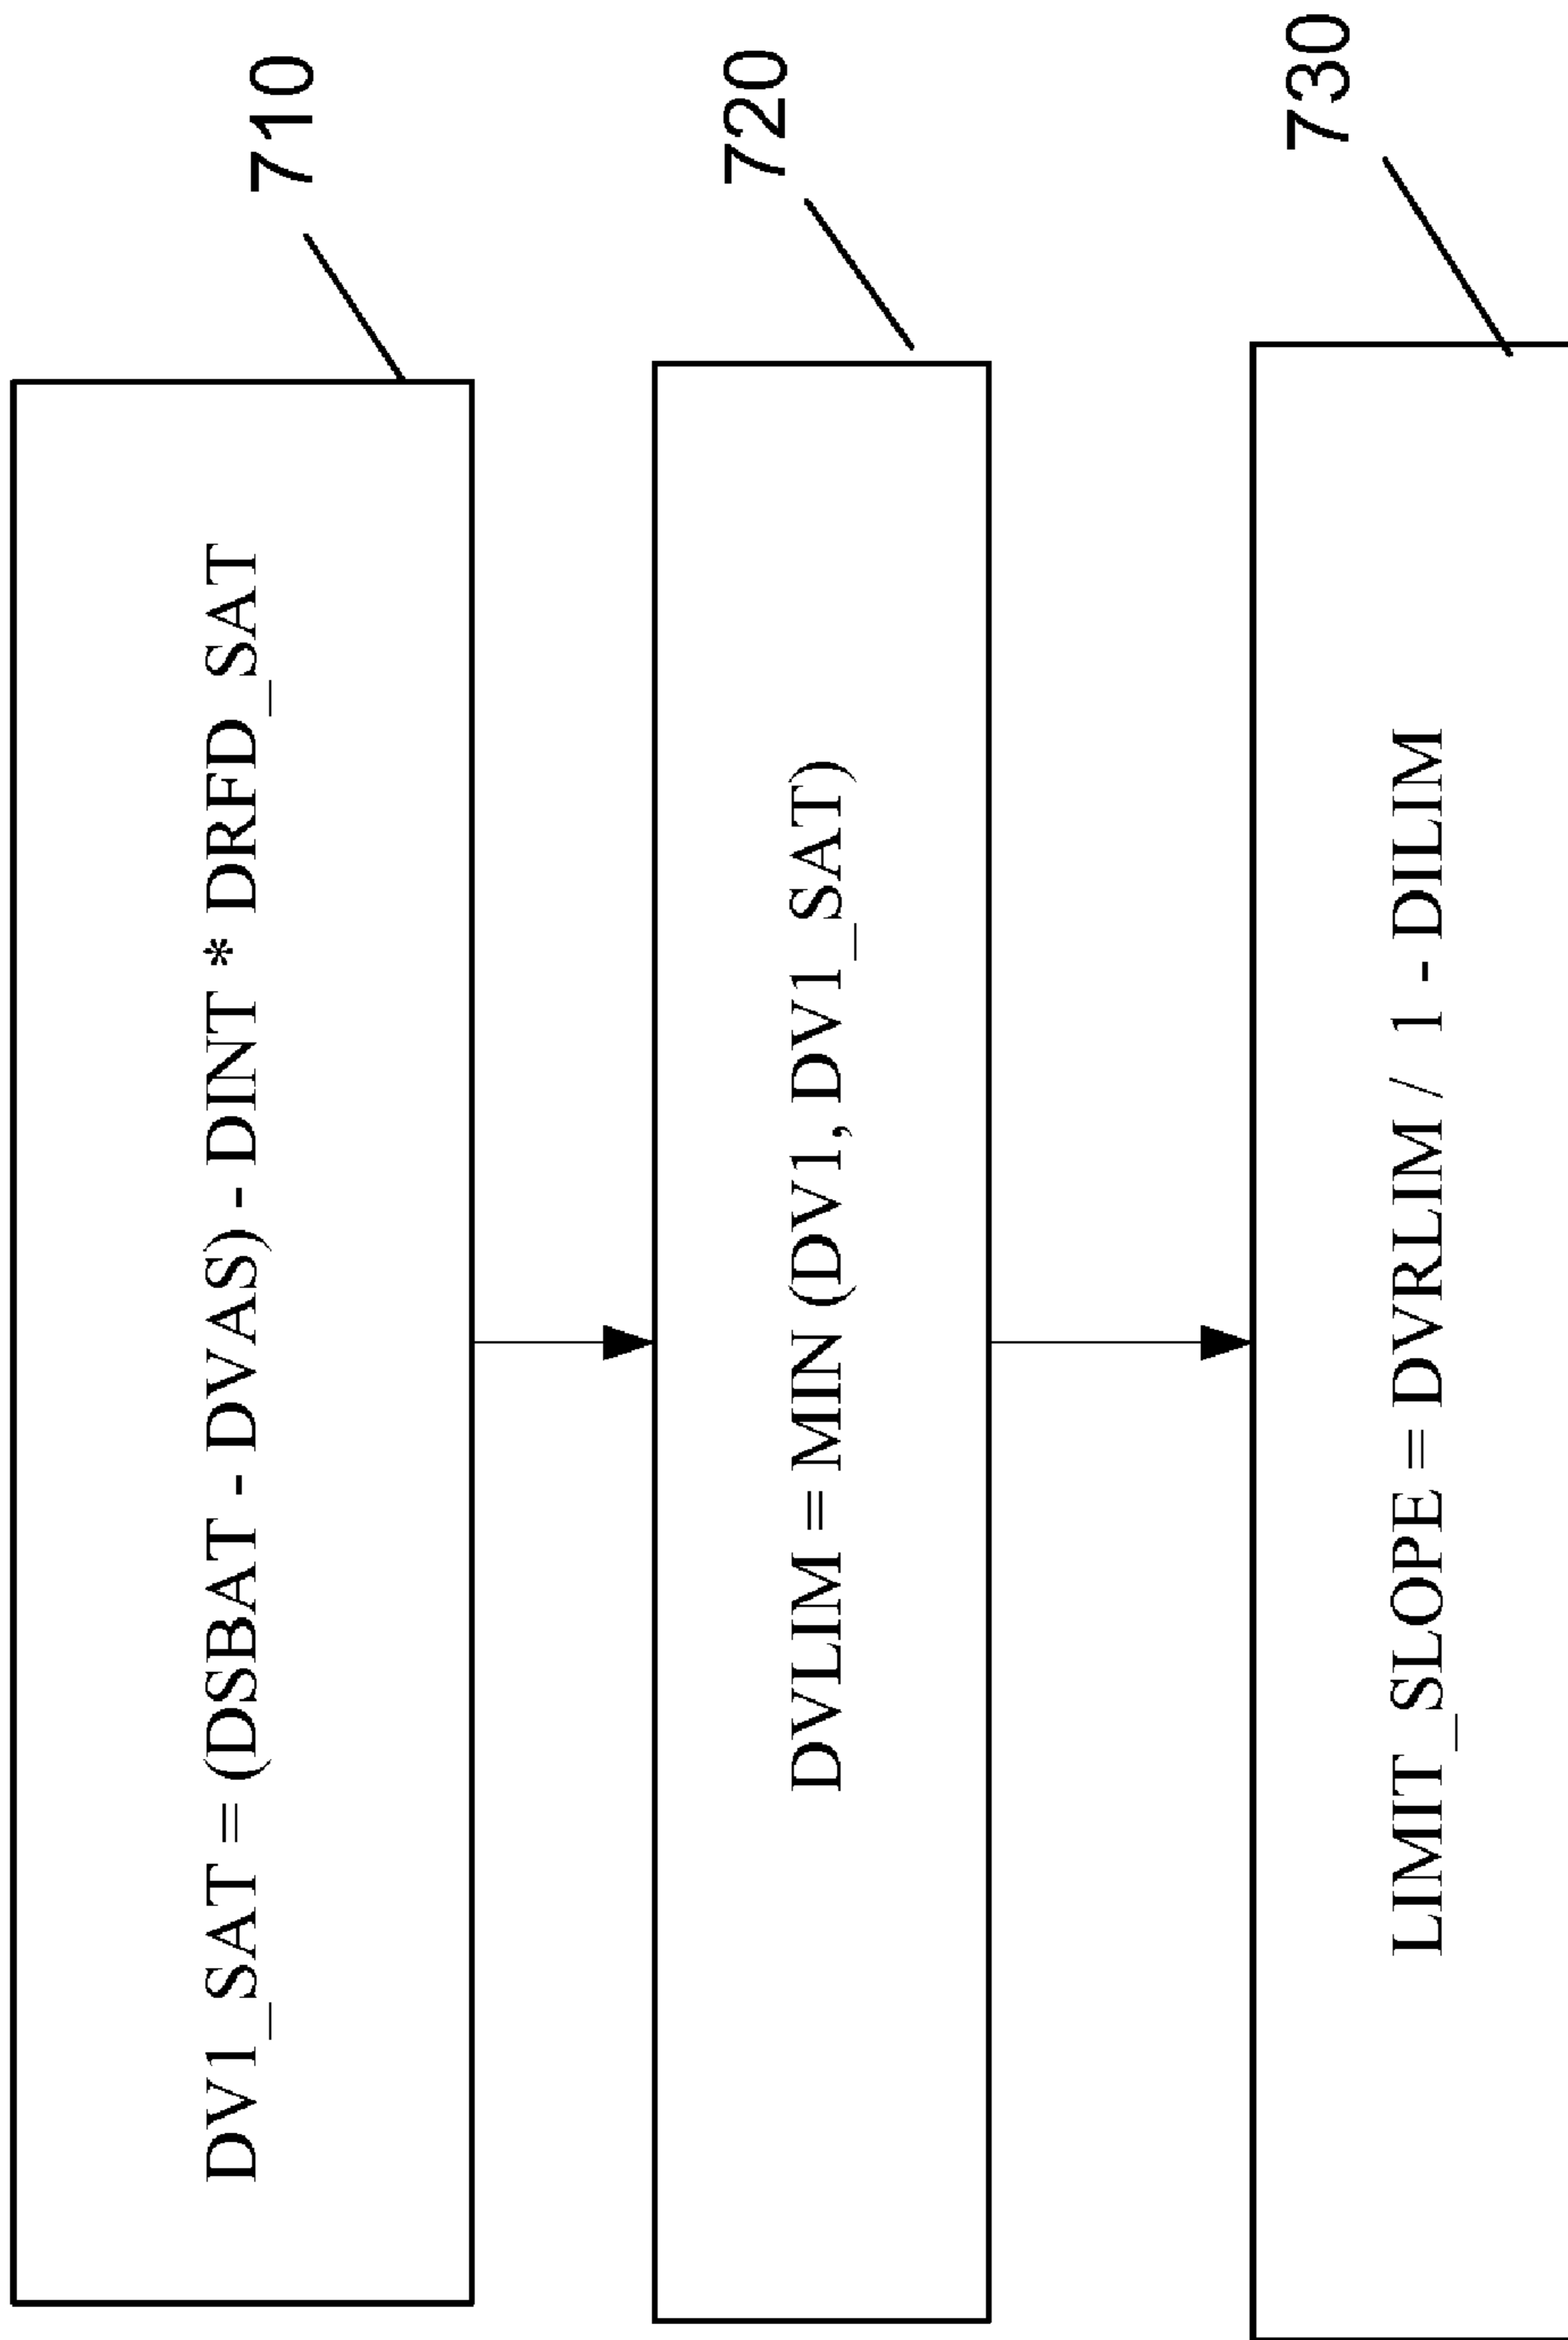 DV1_SAT = (DSBAT - DVAS) - DINT * DRFD_SAT
710
DVLIM = MIN (DV1, DV1_SAT)
720
LIMIT_SLOPE = DVRLIM / 1 - DILIM
730